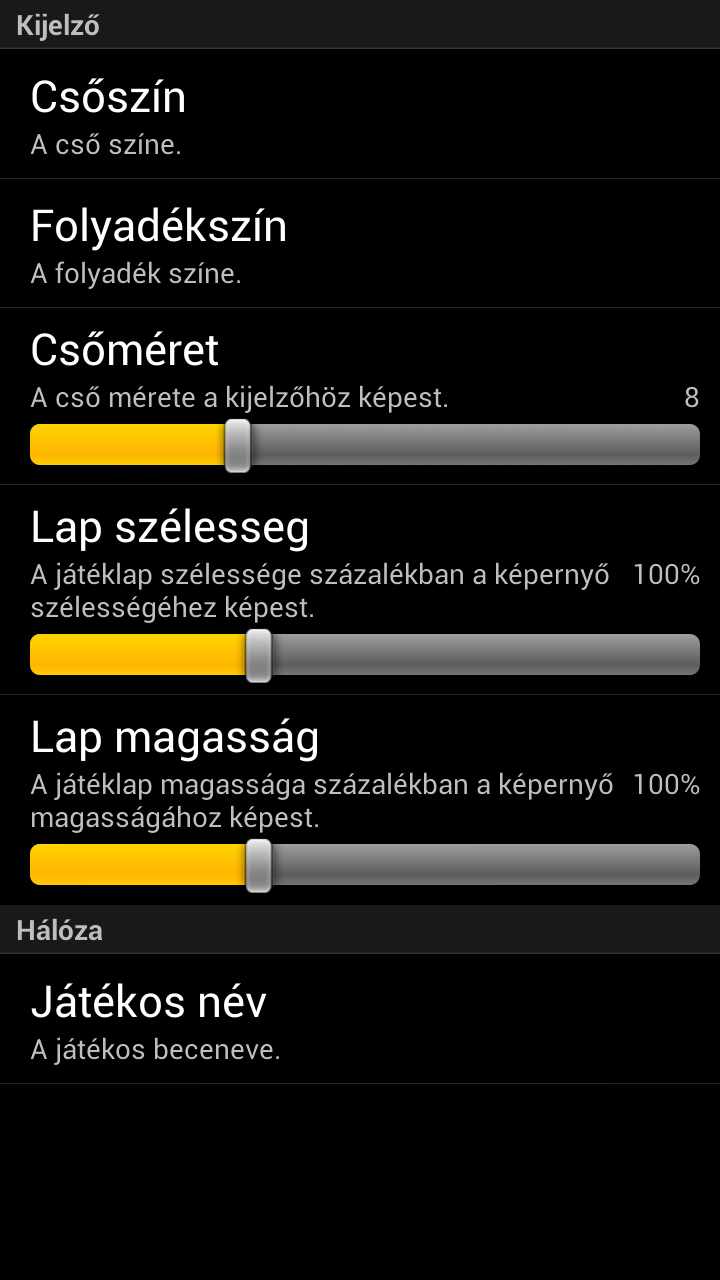 Kijelző
Csőszín
A cső színe.
Folyadékszín
A folyadék színe.
Csőméret
A cső mérete a kijelzőhöz képest. 8
Lap szélesseg
A játéklap szélessége százalékban a képernyő 100%
szélességéhez képest.
Lap magasság
A játéklap magassága százalékban a képernyő 100%
magasságához képest.
Hálóza
Játékos név
A játékos beceneve.